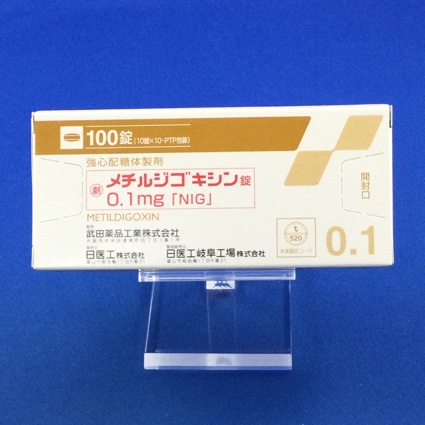 100錠(10錠×10・PTP包装)
強心配糖体製剤
劇 メチルジゴキシン錠
0.1mg「NIG」
METILDIGOXIN
開封口
武田薬品工業株式会社
日医工株式会社
日医工岐阜工場株式会社
t
520
0.1